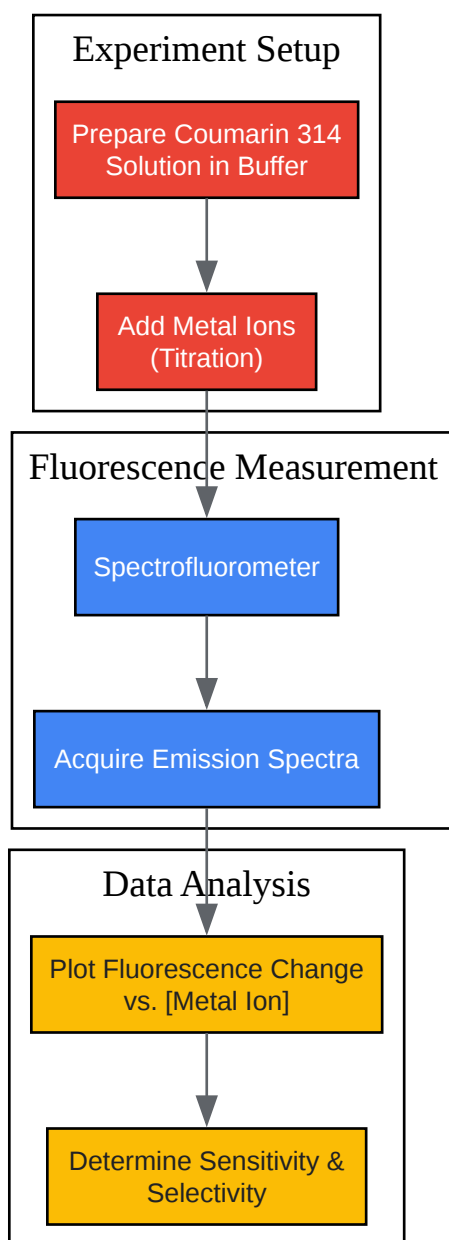 Experiment Setup
Prepare Coumarin 314
Solution in Buffer
Add Metal Ions
(Titration)
Fluorescence Measurement
Spectrofluorometer
Acquire Emission Spectra
Data Analysis
Plot Fluorescence Change
vs. [Metal Ion]
Determine Sensitivity &
Selectivity